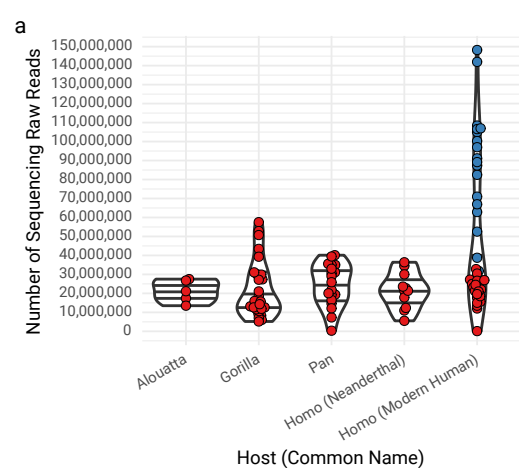 a
Number of Sequencing Raw Reads
150,000,000
140,000,000
130,000,000
120,000,000
110,000,000
100,000,000
90,000,000
80,000,000
70,000,000
60,000,000
50,000,000
40,000,000
30,000,000
20,000,000
10,000,000
0
Alouatta
Gorilla
Pan
Homo (Neanderthal)
Homo (Modern Human)
Host (Common Name)